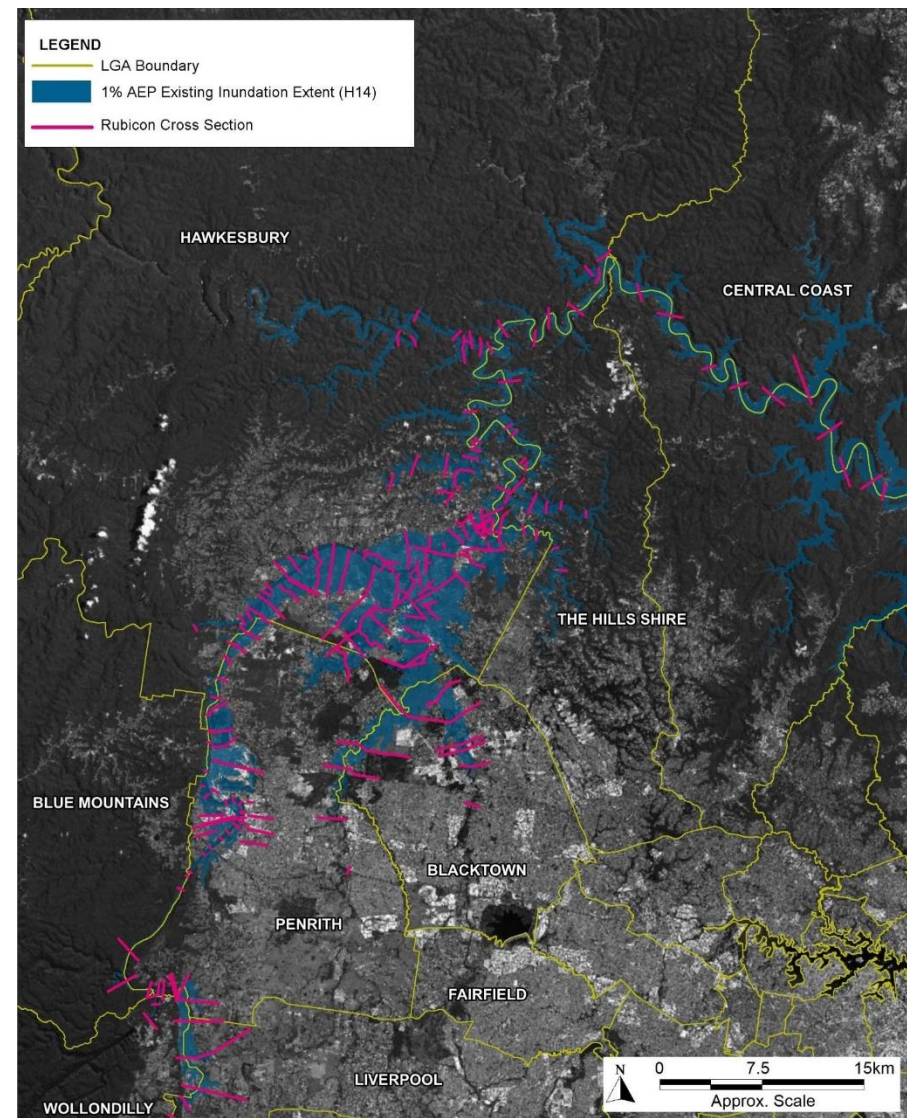 LEGEND
LGA Boundary
1% AEP Existing Inundation Extent (H14)
Rubicon Cross Section
HAWKESBURY
CENTRAL COAST
THE HILLS SHIRE
BLUE MOUNTAINS
BLACKTOWN
PENRITH
FAIRFIELD
LIVERPOOL
WOLLONDILLY
N
0 7.5 15km
Approx. Scale